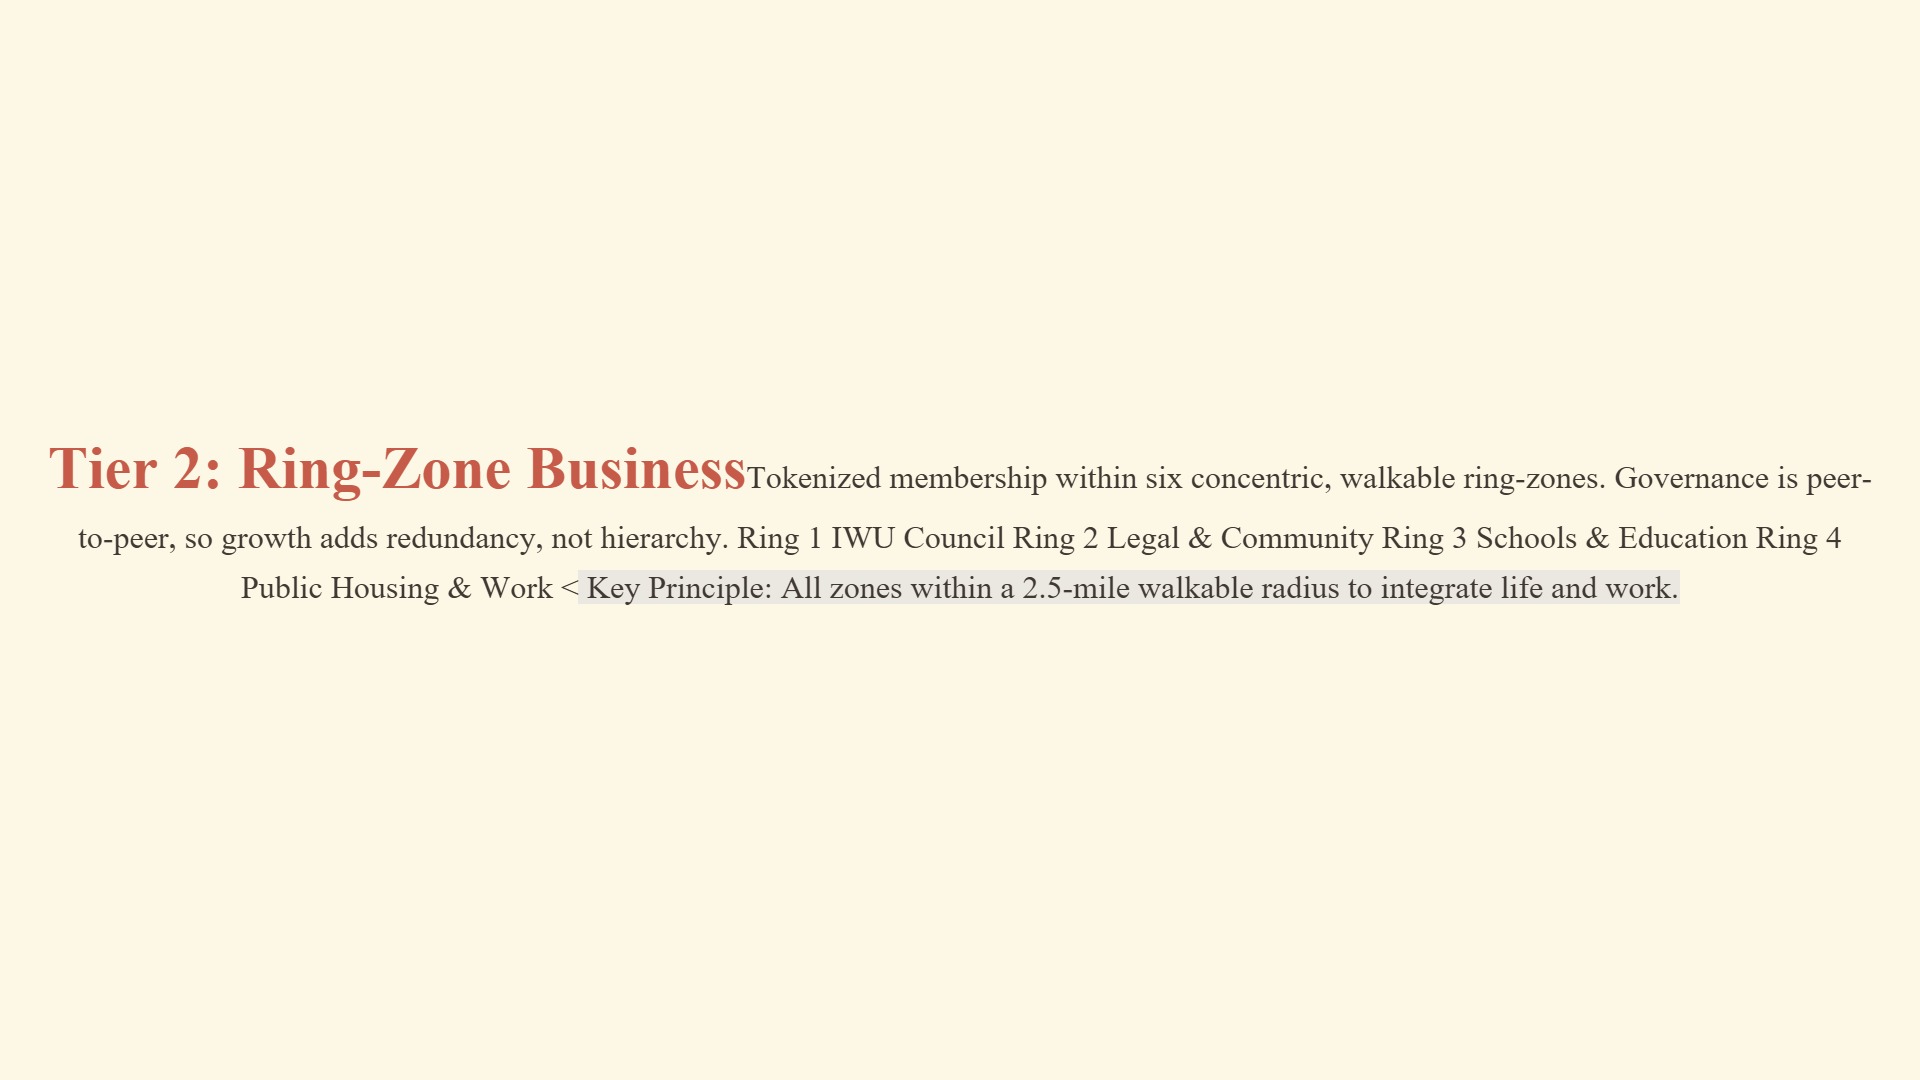 Tier 2: Ring-Zone BusinessTokenized membership within six concentric, walkable ring-zones. Governance is peer-
to-peer, so growth adds redundancy, not hierarchy. Ring 1 IWU Council Ring 2 Legal & Community Ring 3 Schools & Education Ring 4
Public Housing & Work < Key Principle: All zones within a 2.5-mile walkable radius to integrate life and work.